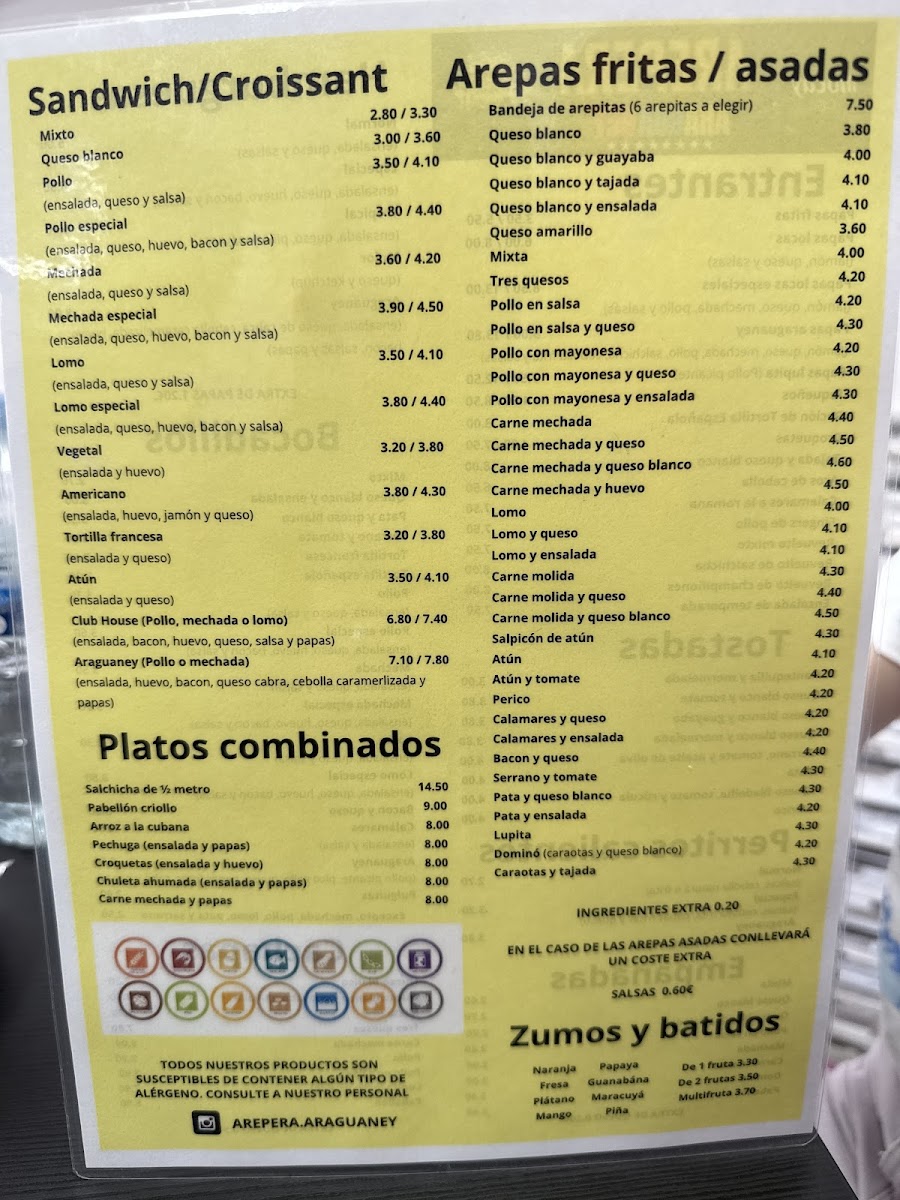 Sandwich/Croissant
Mixto 2.80 / 3.30
Queso blanco 3.00 / 3.60
Pollo 3.50 / 4.10
(ensalada, queso y salsa)
Pollo especial 3.80 / 4.40
(ensalada, queso, huevo, bacon y salsa)
Mechada 3.60 / 4.20
(ensalada, queso y salsa)
Mechada especial 3.90 / 4.50
(ensalada, queso, huevo, bacon y salsa)
Lomo 3.50 / 4.10
(ensalada, queso y salsa)
Lomo especial 3.80 / 4.40
(ensalada, queso, huevo, bacon y salsa)
Vegetal 3.20 / 3.80
(ensalada y huevo)
Americano 3.80 / 4.30
(ensalada, huevo, jamón y queso)
Tortilla francesa 3.20 / 3.80
(ensalada y queso)
Atún 3.50 / 4.10
(ensalada y queso)
Club House (Pollo, mechada o lomo) 6.80 / 7.40
(ensalada, bacon, huevo, queso, salsa y papas)
Araguaney (Pollo o mechada) 7.10 / 7.80
(ensalada, huevo, bacon, queso cabra, cebolla caramerlizada y
papas)
Platos combinados
Salchicha de ½ metro 14.50
Pabellón criollo 9.00
Arroz a la cubana 8.00
Pechuga (ensalada y papas) 8.00
Croquetas (ensalada y huevo) 8.00
Chuleta ahumada (ensalada y papas) 8.00
Carne mechada y papas 8.00
TODOS NUESTROS PRODUCTOS SON
SUSCEPTIBLES DE CONTENER ALGÚN TIPO DE
ALÉRGENO. CONSULTE A NUESTRO PERSONAL
AREPERA.ARAGUANEY
Arepas fritas / asadas
Bandeja de arepitas (6 arepitas a elegir) 7.50
Queso blanco 3.80
Queso blanco y guayaba 4.00
Queso blanco y tajada 4.10
Queso blanco y ensalada 4.10
Queso amarillo 3.60
Mixta 4.00
Tres quesos 4.20
Pollo en salsa 4.20
Pollo en salsa y queso 4.30
Pollo con mayonesa 4.20
Pollo con mayonesa y queso 4.30
Pollo con mayonesa y ensalada 4.30
Carne mechada 4.40
Carne mechada y queso 4.50
Carne mechada y queso blanco 4.60
Carne mechada y huevo 4.50
Lomo 4.00
Lomo y queso 4.10
Lomo y ensalada 4.10
Carne molida 4.30
Carne molida y queso 4.40
Carne molida y queso blanco 4.50
Salpicón de atún 4.30
Atún 4.10
Atún y tomate 4.20
Perico 4.20
Calamares y queso 4.20
Calamares y ensalada 4.20
Bacon y queso 4.40
Serrano y tomate 4.30
Pata y queso blanco 4.30
Pata y ensalada 4.20
Lupita 4.30
Dominó (caraotas y queso blanco) 4.20
Caraotas y tajada 4.30
INGREDIENTES EXTRA 0.20
EN EL CASO DE LAS AREPAS ASADAS CONLLEVARÁ
UN COSTE EXTRA
SALSAS 0.60€
Zumos y batidos
Naranja Papaya De 1 fruta 3.30
Fresa Guanabána De 2 frutas 3.50
Plátano Maracuyá Multifruta 3.70
Mango Piña